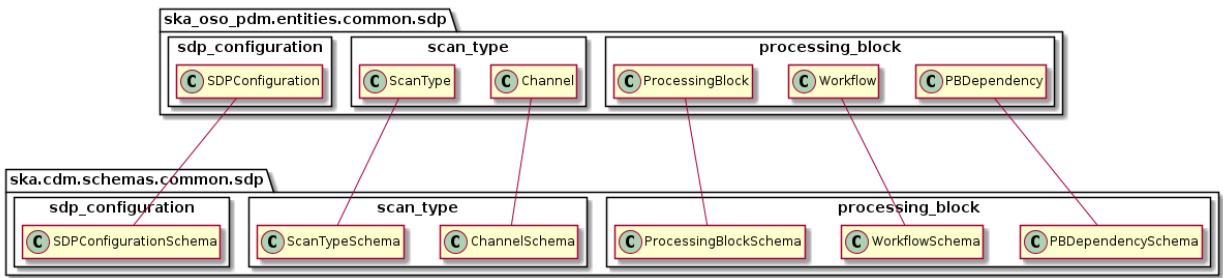 ska_oso_pdm.entities.common.sdp
sdp_configuration
scan_type
processing_block
C SDPConfiguration
C ScanType
C Channel
C ProcessingBlock
C Workflow
C PBDependency
ska.cdm.schemas.common.sdp
sdp_configuration
scan_type
processing_block
C SDPConfigurationSchema
C ScanTypeSchema
C ChannelSchema
C ProcessingBlockSchema
C WorkflowSchema
C PBDependencySchema